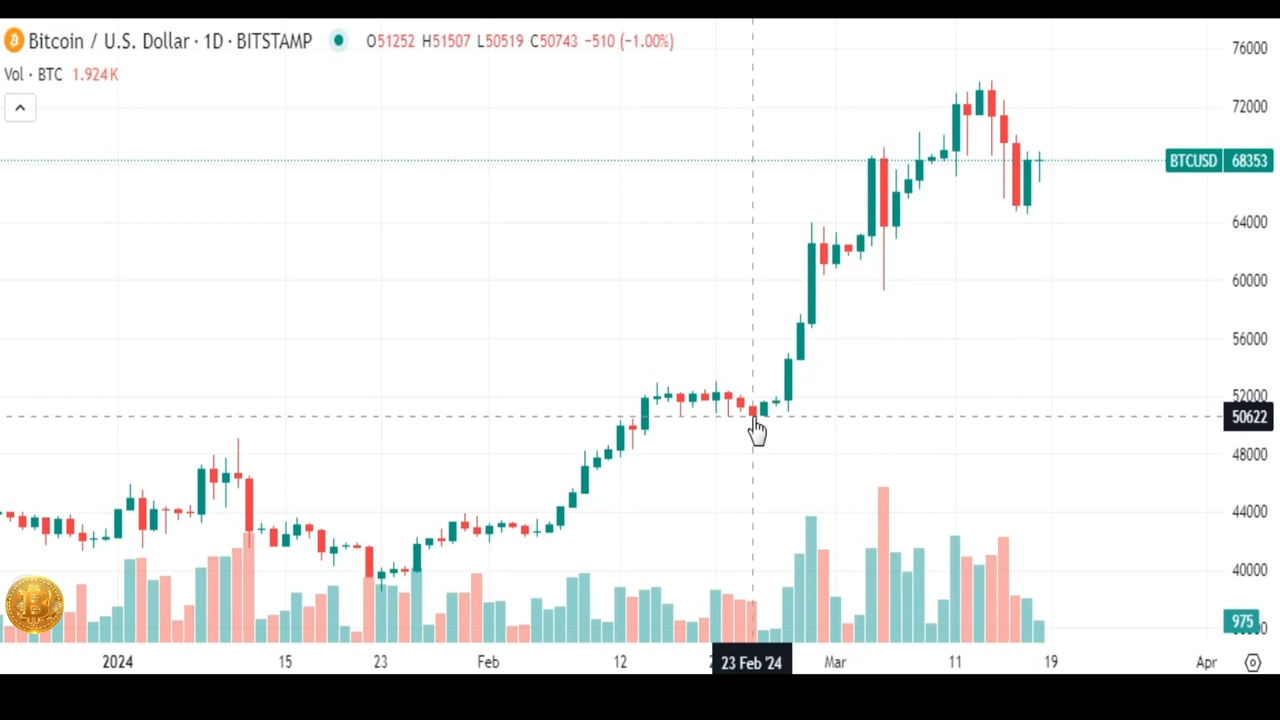 Bitcoin / U.S. Dollar · 1D · BITSTAMP O51252 H51507 L50519 C50743 −510 (−1.00%)
Vol · BTC 1.924K
76000
72000
BTCUSD 68353
64000
60000
56000
52000
50622
48000
44000
40000
975
2024 15 23 Feb 12 23 Feb '24 Mar 11 19 Apr